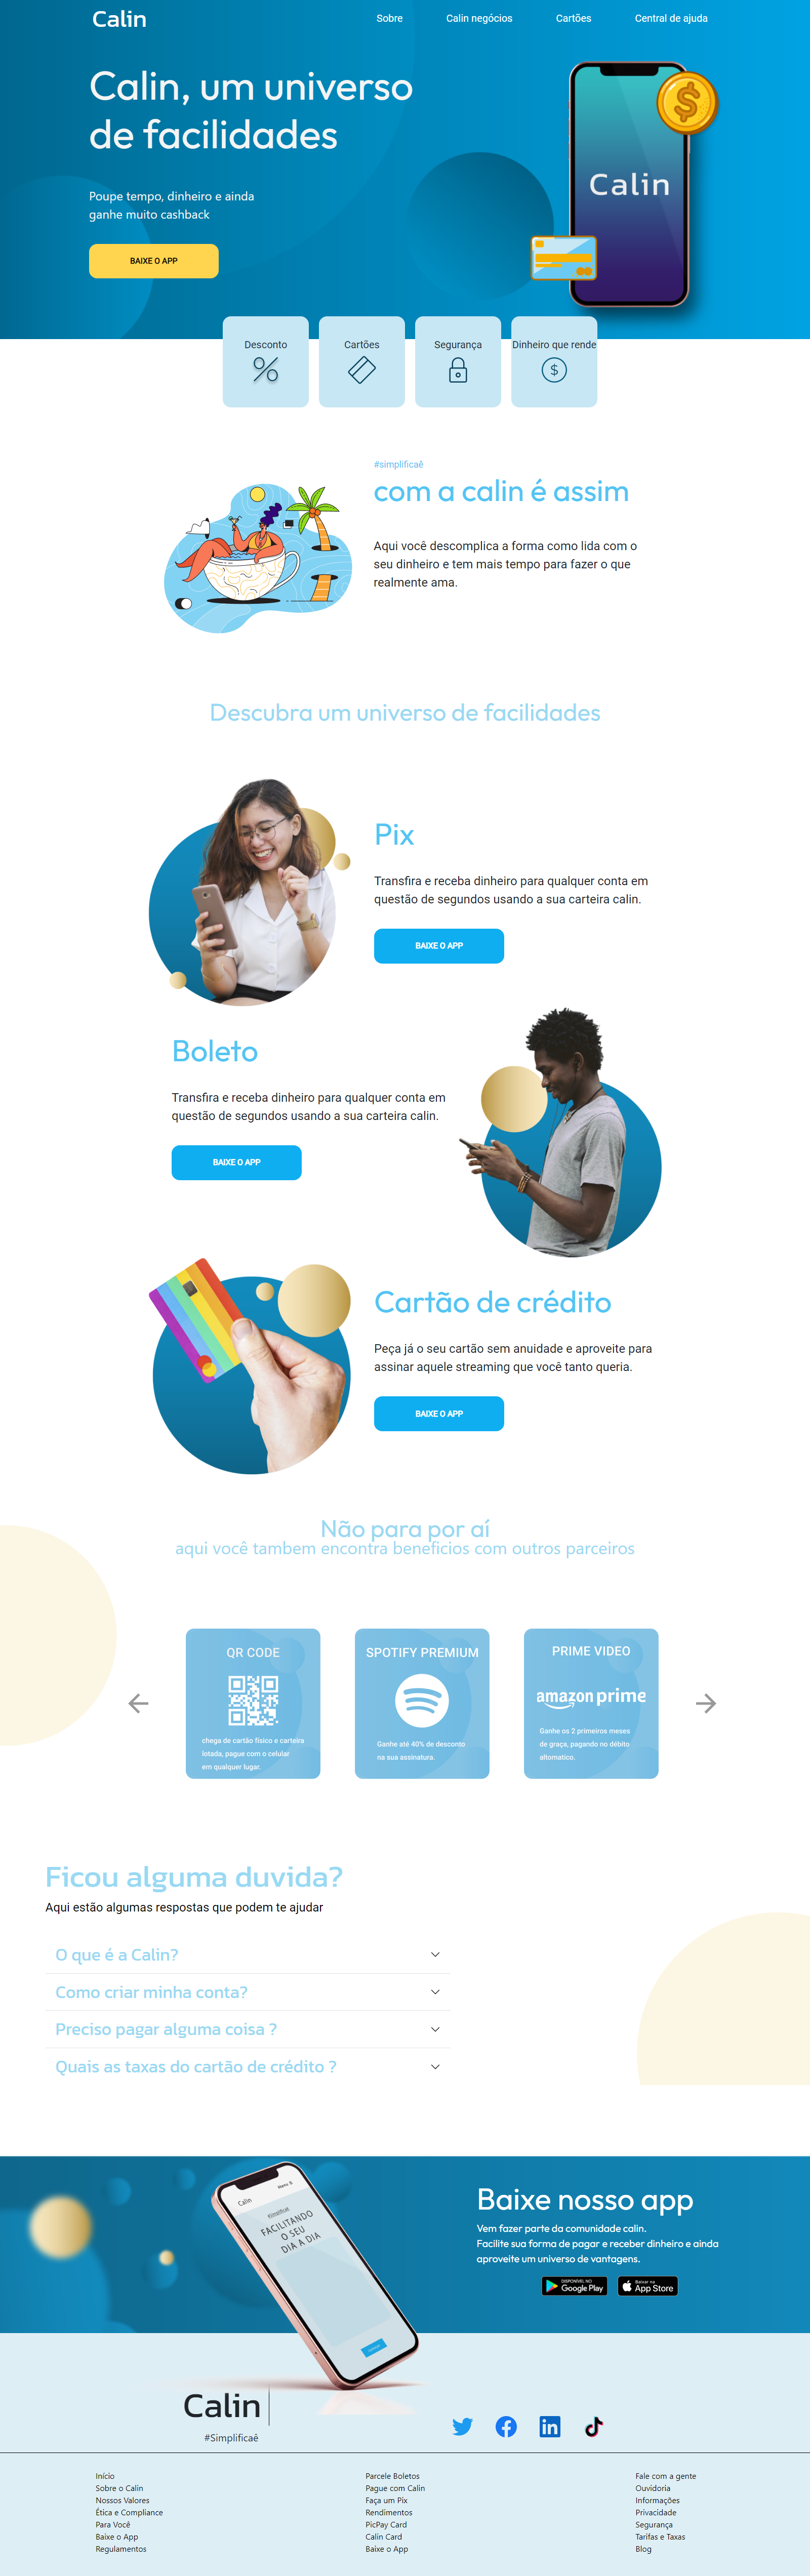 Calin
Sobre
Calin negócios
Cartões
Central de ajuda
Calin, um universo
de facilidades
Poupe tempo, dinheiro e ainda
ganhe muito cashback
BAIXE O APP
Calin
Desconto
Cartões
Segurança
Dinheiro que rende
#simplificaê
com a calin é assim
Aqui você descomplica a forma como lida com o
seu dinheiro e tem mais tempo para fazer o que
realmente ama.
Descubra um universo de facilidades
Pix
Transfira e receba dinheiro para qualquer conta em
questão de segundos usando a sua carteira calin.
BAIXE O APP
Boleto
Transfira e receba dinheiro para qualquer conta em
questão de segundos usando a sua carteira calin.
BAIXE O APP
Cartão de crédito
Peça já o seu cartão sem anuidade e aproveite para
assinar aquele streaming que você tanto queria.
BAIXE O APP
Não para por aí
aqui você tambem encontra beneficios com outros parceiros
QR CODE
chega de cartão físico e carteira
lotada, pague com o celular
em qualquer lugar.
SPOTIFY PREMIUM
Ganhe até 40% de desconto
na sua assinatura.
PRIME VIDEO
amazon prime
Ganhe os 2 primeiros meses
de graça, pagando no débito
altomatico.
Ficou alguma duvida?
Aqui estão algumas respostas que podem te ajudar
O que é a Calin?
Como criar minha conta?
Preciso pagar alguma coisa ?
Quais as taxas do cartão de crédito ?
Calin
Menu
FACILITANDO
O SEU
DIA A DIA
Baixe nosso app
Vem fazer parte da comunidade calin.
Facilite sua forma de pagar e receber dinheiro e ainda
aproveite um universo de vantagens.
DISPONÍVEL NO
Google Play
Baixar na
App Store
Calin
#Simplificaê
Início
Sobre o Calin
Nossos Valores
Ética e Compliance
Para Você
Baixe o App
Regulamentos
Parcele Boletos
Pague com Calin
Faça um Pix
Rendimentos
PicPay Card
Calin Card
Baixe o App
Fale com a gente
Ouvidoria
Informações
Privacidade
Segurança
Tarifas e Taxas
Blog